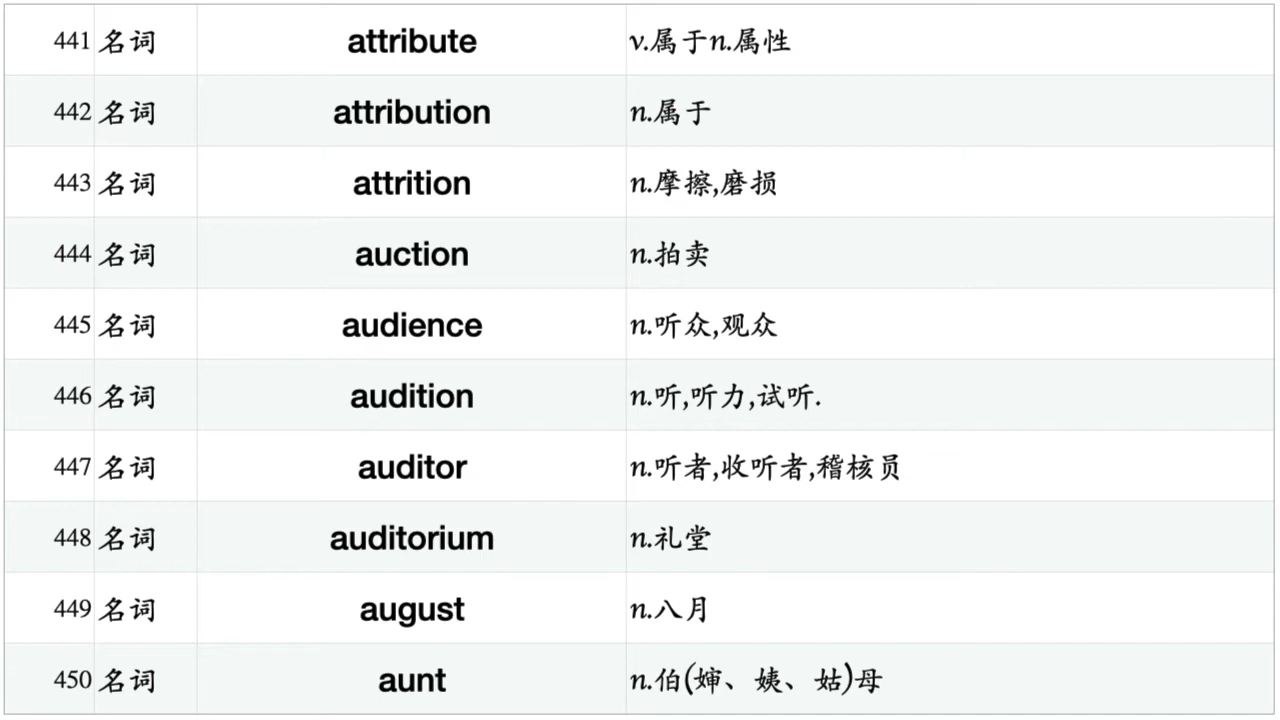 441 名词 attribute v.属于n.属性
442 名词 attribution n.属于
443 名词 attrition n.摩擦,磨损
444 名词 auction n.拍卖
445 名词 audience n.听众,观众
446 名词 audition n.听,听力,试听.
447 名词 auditor n.听者,收听者,稽核员
448 名词 auditorium n.礼堂
449 名词 august n.八月
450 名词 aunt n.伯(婶、姨、姑)母